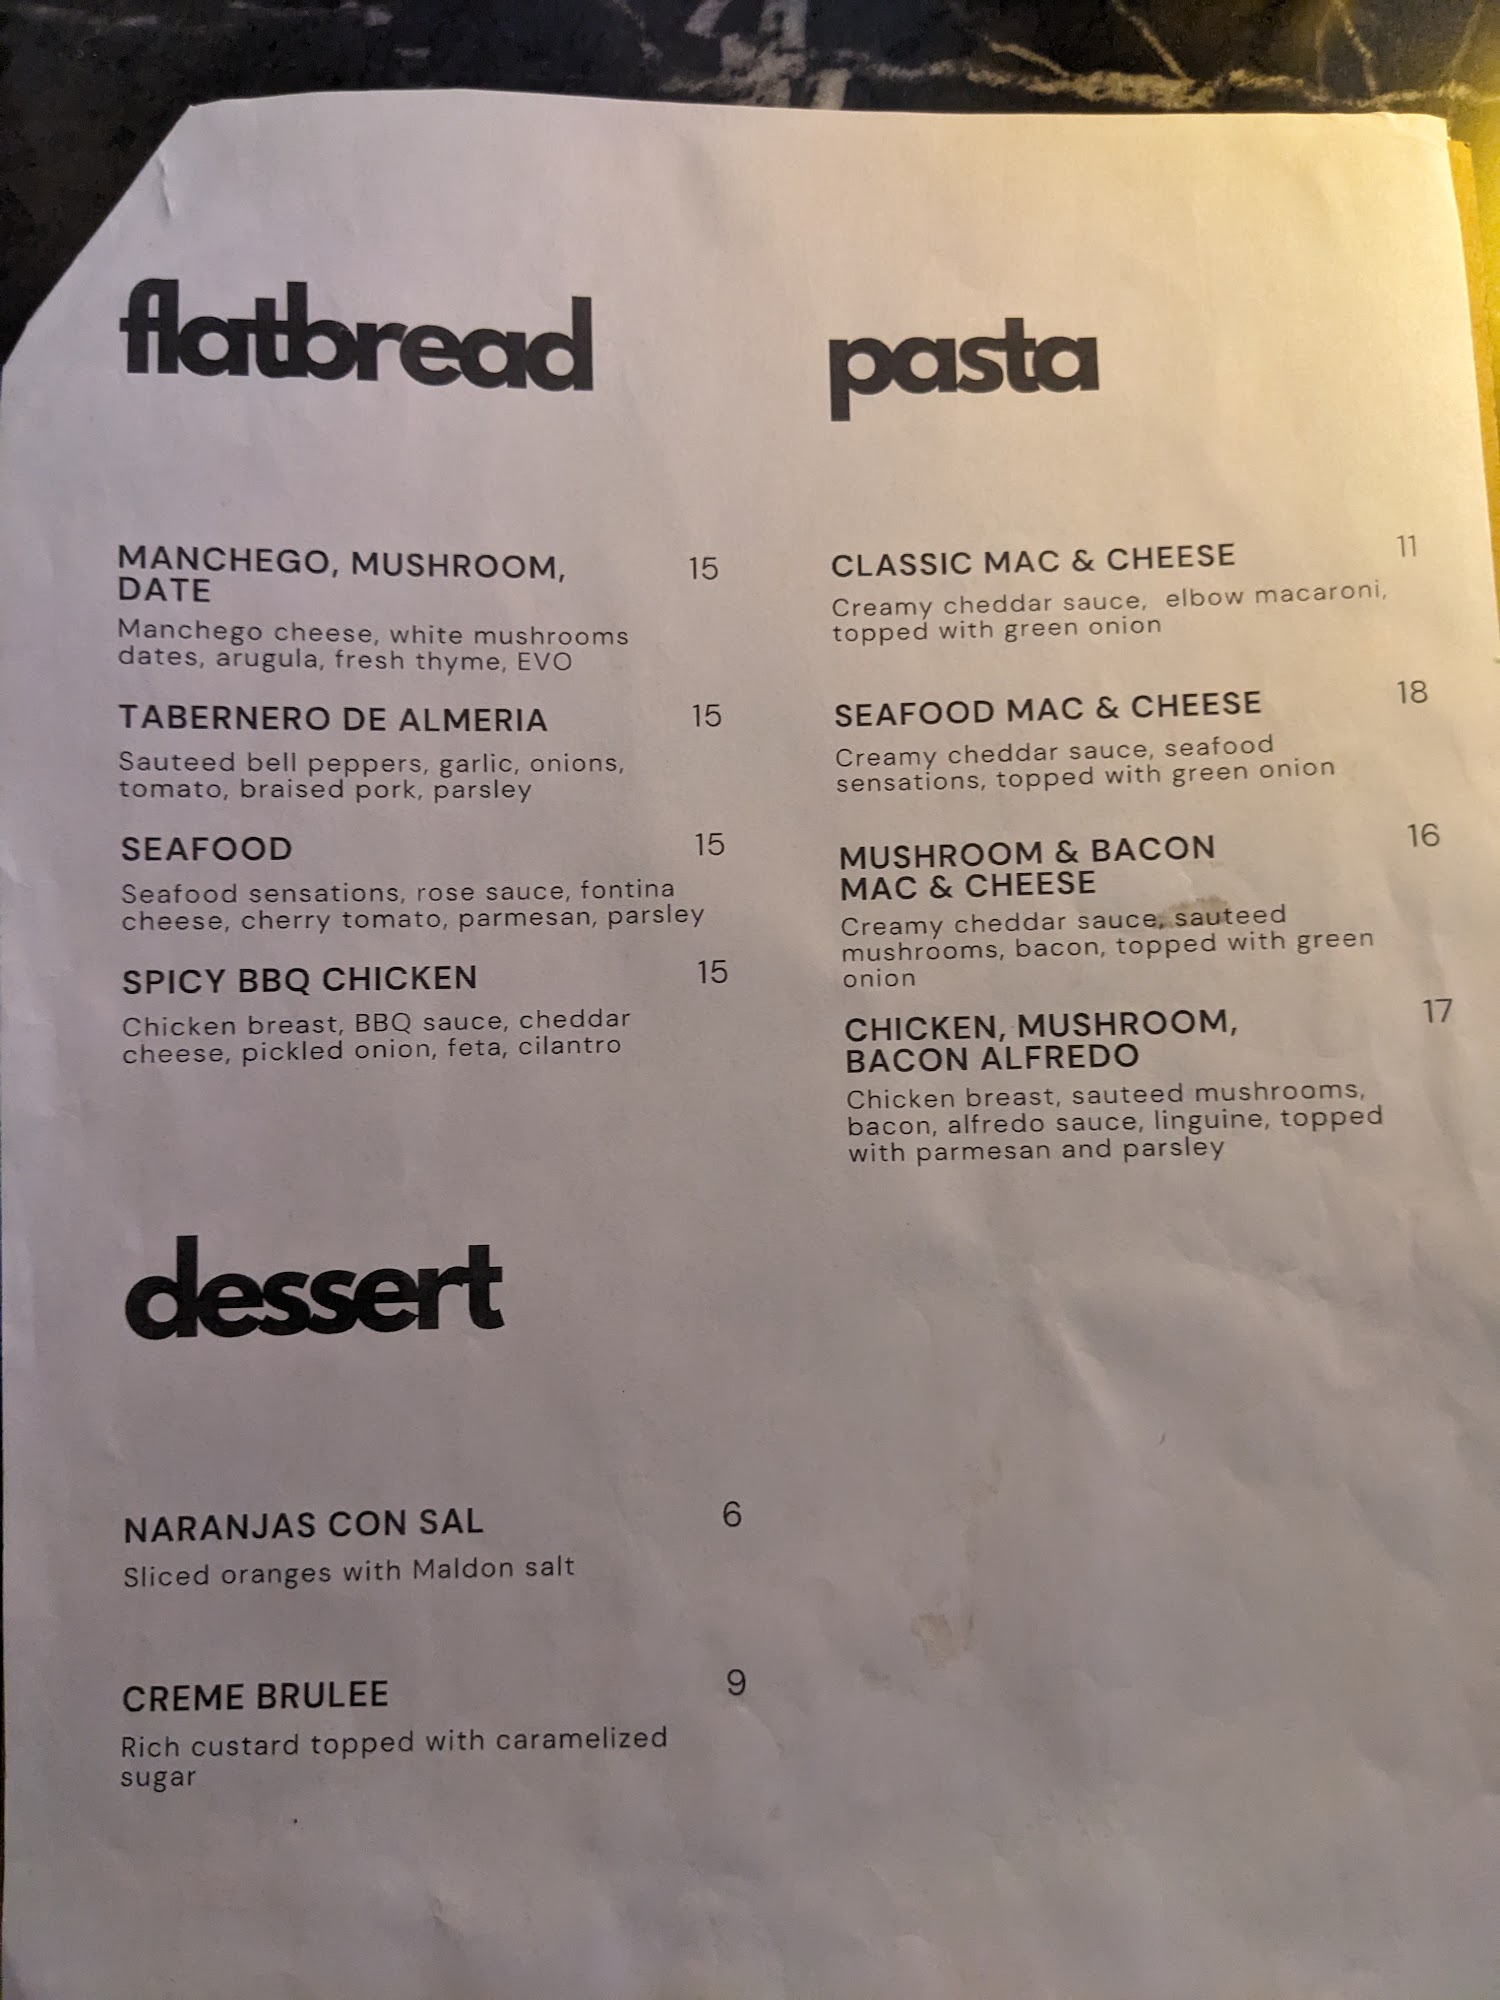 flatbread
MANCHEGO, MUSHROOM, 15
DATE
Manchego cheese, white mushrooms
dates, arugula, fresh thyme, EVO
TABERNERO DE ALMERIA 15
Sauteed bell peppers, garlic, onions,
tomato, braised pork, parsley
SEAFOOD 15
Seafood sensations, rose sauce, fontina
cheese, cherry tomato, parmesan, parsley
SPICY BBQ CHICKEN 15
Chicken breast, BBQ sauce, cheddar
cheese, pickled onion, feta, cilantro
dessert
NARANJAS CON SAL 6
Sliced oranges with Maldon salt
CREME BRULEE 9
Rich custard topped with caramelized
sugar
pasta
CLASSIC MAC & CHEESE 11
Creamy cheddar sauce, elbow macaroni,
topped with green onion
SEAFOOD MAC & CHEESE 18
Creamy cheddar sauce, seafood
sensations, topped with green onion
MUSHROOM & BACON 16
MAC & CHEESE
Creamy cheddar sauce, sauteed
mushrooms, bacon, topped with green
onion
CHICKEN, MUSHROOM, 17
BACON ALFREDO
Chicken breast, sauteed mushrooms,
bacon, alfredo sauce, linguine, topped
with parmesan and parsley